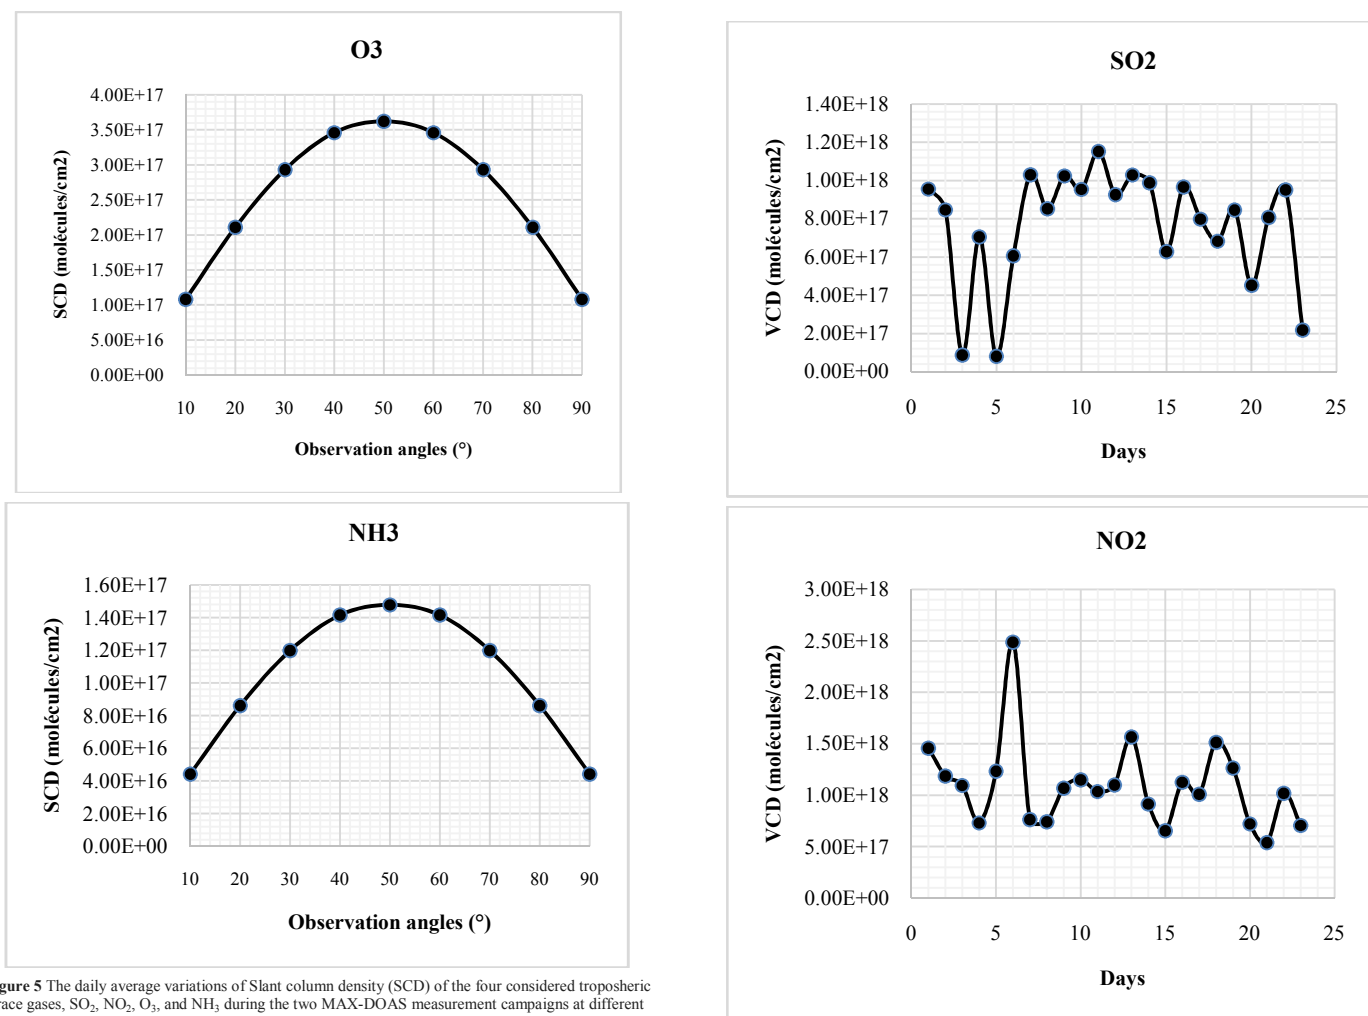 O3
4.00E+17
3.50E+17
3.00E+17
2.50E+17
2.00E+17
1.50E+17
1.00E+17
5.00E+16
0.00E+00
SCD (molécules/cm2)
10 20 30 40 50 60 70 80 90
Observation angles (°)
NH3
1.60E+17
1.40E+17
1.20E+17
1.00E+17
8.00E+16
6.00E+16
4.00E+16
2.00E+16
0.00E+00
SCD (molécules/cm2)
10 20 30 40 50 60 70 80 90
Observation angles (°)
gure 5 The daily average variations of Slant column density (SCD) of the four considered troposheric
race gases, SO₂, NO₂, O₃, and NH₃ during the two MAX-DOAS measurement campaigns at different
SO2
1.40E+18
1.20E+18
1.00E+18
8.00E+17
6.00E+17
4.00E+17
2.00E+17
0.00E+00
VCD (molécules/cm2)
0 5 10 15 20 25
Days
NO2
3.00E+18
2.50E+18
2.00E+18
1.50E+18
1.00E+18
5.00E+17
0.00E+00
VCD (molécules/cm2)
0 5 10 15 20 25
Days